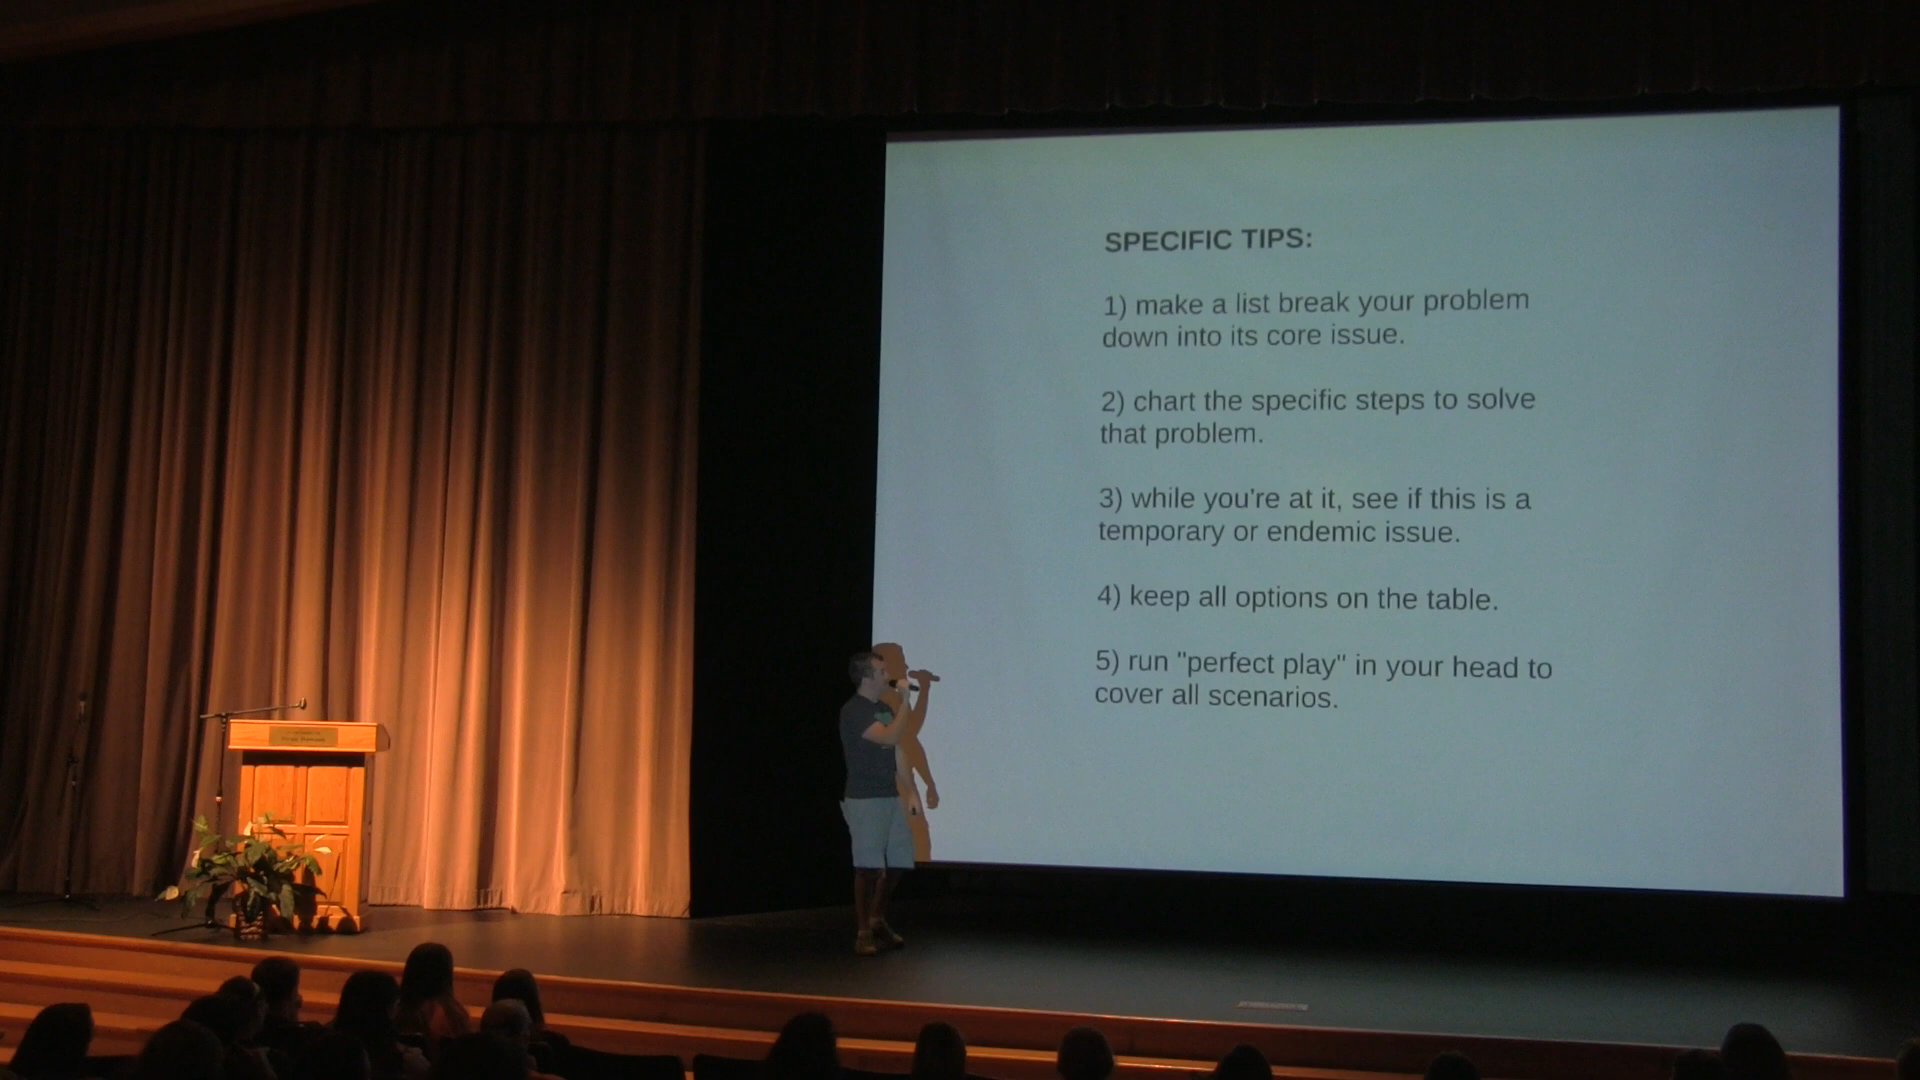 SPECIFIC TIPS:
1) make a list break your problem
down into its core issue.
2) chart the specific steps to solve
that problem.
3) while you're at it, see if this is a
temporary or endemic issue.
4) keep all options on the table.
5) run "perfect play" in your head to
cover all scenarios.